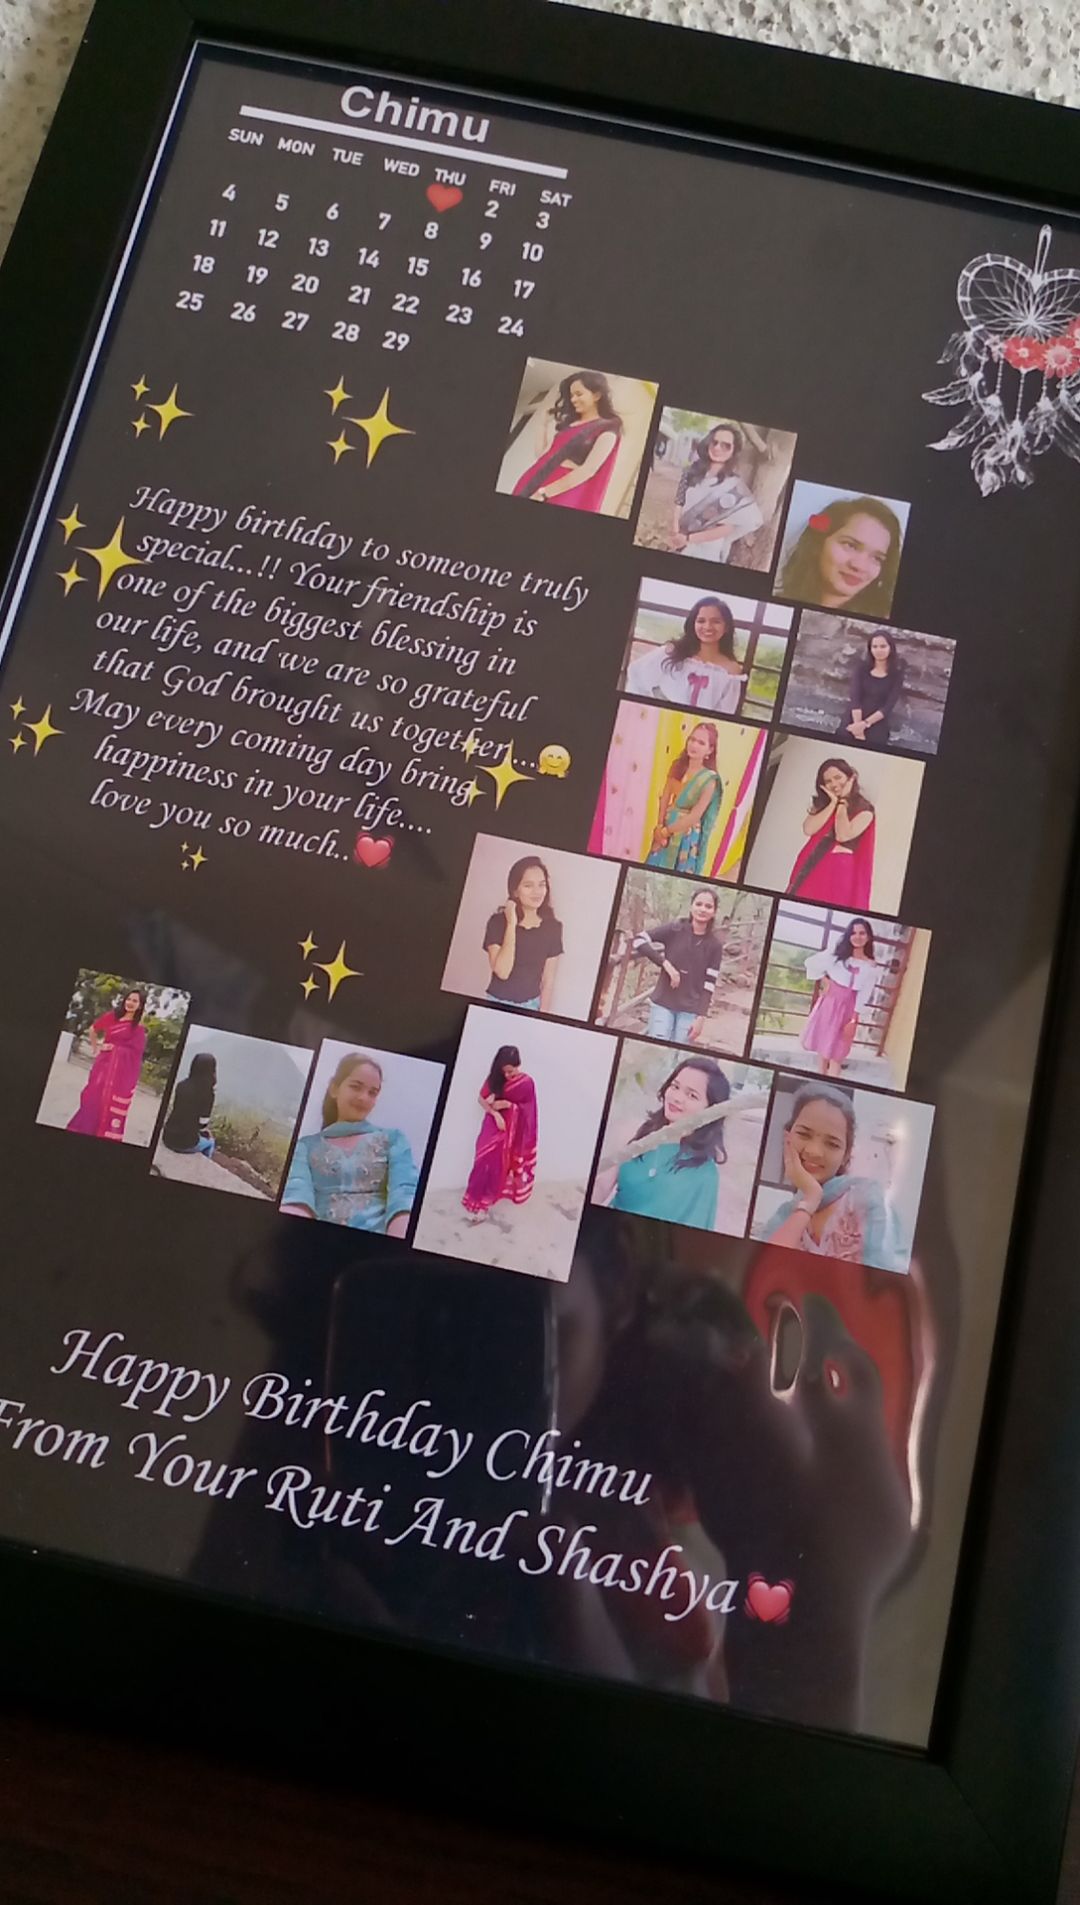 Chimu
SUN MON TUE WED THU FRI SAT
2 3
4 5 6 7 8 9 10
11 12 13 14 15 16 17
18 19 20 21 22 23 24
25 26 27 28 29
Happy birthday to someone truly
special...!! Your friendship is
one of the biggest blessing in
our life, and we are so grateful
that God brought us together...🤗
May every coming day bring
happiness in your life....
love you so much..💓
Happy Birthday Chimu
From Your Ruti And Shashya💓